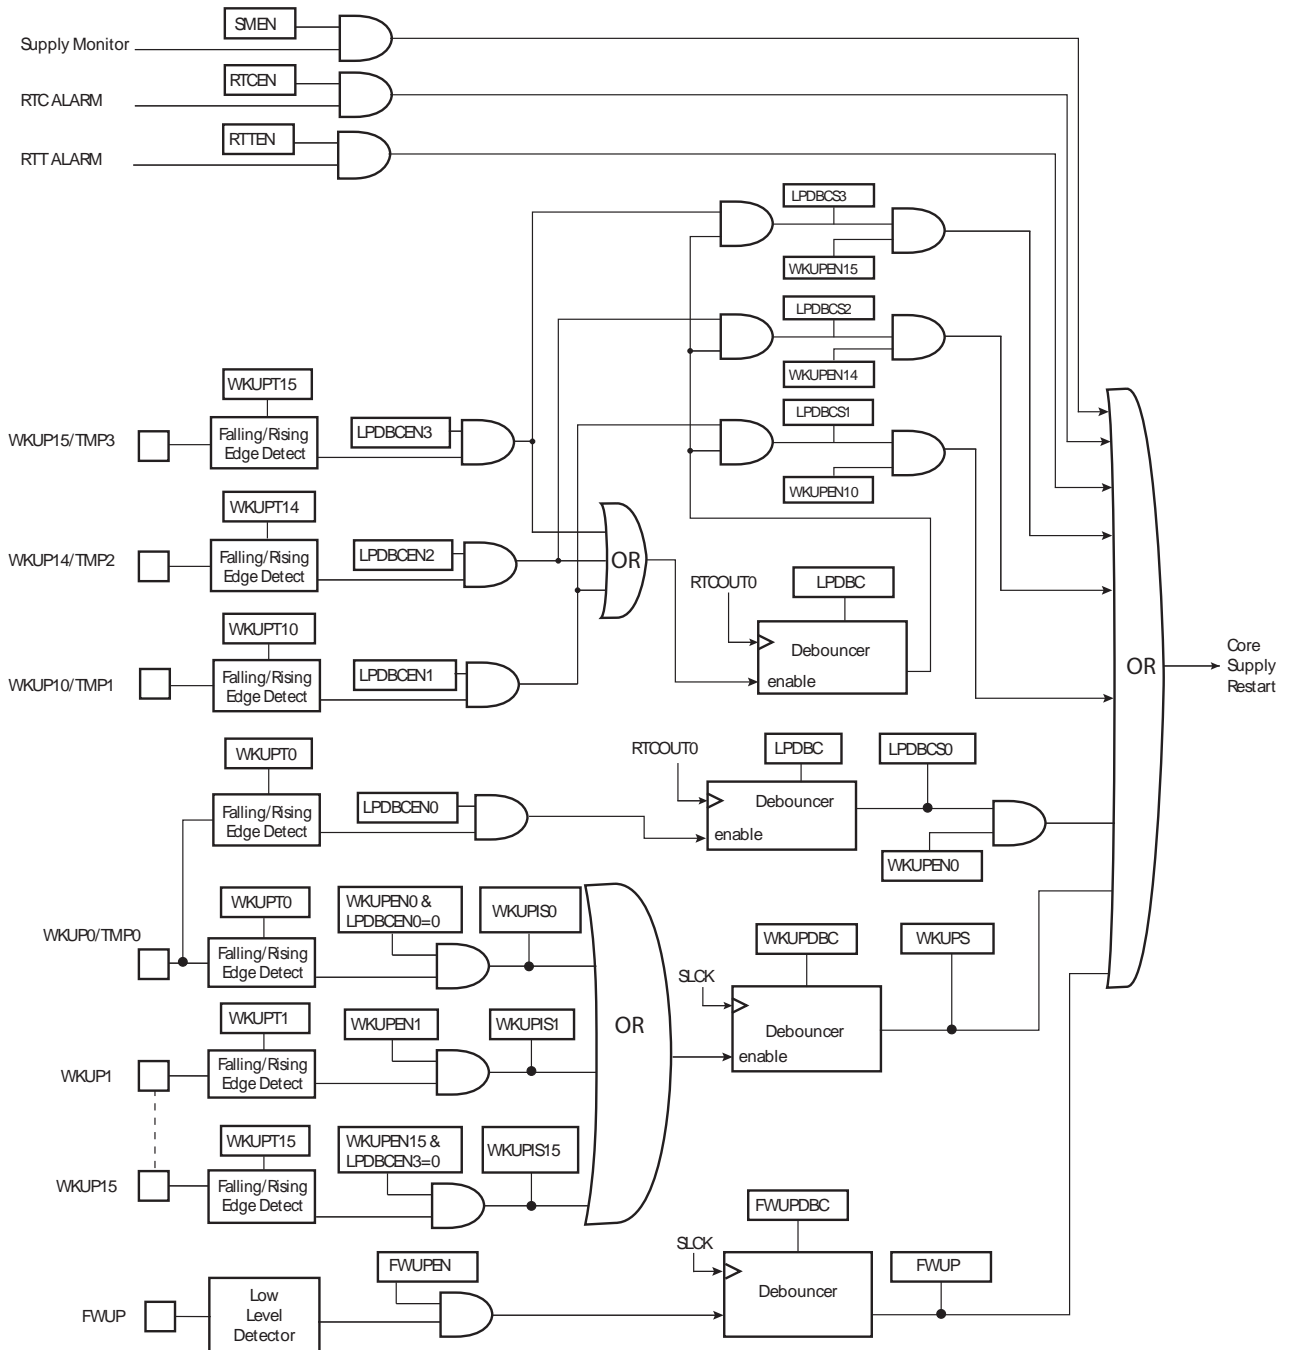 SMEN
Supply Monitor
RTCEN
RTC ALARM
RTTEN
RTT ALARM
LPDBCS3
WKUPEN15
LPDBCS2
WKUPEN14
WKUPT15
LPDBCS1
WKUP15/TMP3
Falling/Rising
Edge Detect
LPDBCEN3
WKUPEN10
WKUPT14
WKUP14/TMP2
Falling/Rising
Edge Detect
LPDBCEN2
OR
RTCOUT0
LPDBC
WKUPT10
Debouncer
enable
WKUP10/TMP1
Falling/Rising
Edge Detect
LPDBCEN1
OR
Core
Supply
Restart
WKUPT0
RTCOUT0
LPDBC
LPDBCS0
Falling/Rising
Edge Detect
LPDBCEN0
Debouncer
enable
WKUPEN0
WKUPT0
WKUPEN0 &
LPDBCEN0=0
WKUPIS0
WKUP0/TMP0
Falling/Rising
Edge Detect
WKUPDBC
WKUPS
SLCK
WKUPT1
WKUPEN1
WKUPIS1
OR
Debouncer
enable
WKUP1
Falling/Rising
Edge Detect
WKUPT15
WKUPEN15 &
LPDBCEN3=0
WKUPIS15
WKUP15
Falling/Rising
Edge Detect
FWUPDBC
SLCK
FWUPEN
FWUP
Debouncer
FWUP
Low
Level
Detector